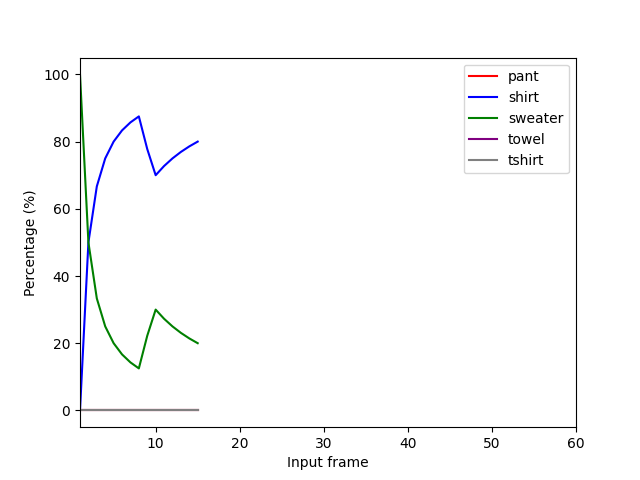 100
80
60
40
20
0
Percentage (%)
10 20 30 40 50 60
Input frame
pant
shirt
sweater
towel
tshirt